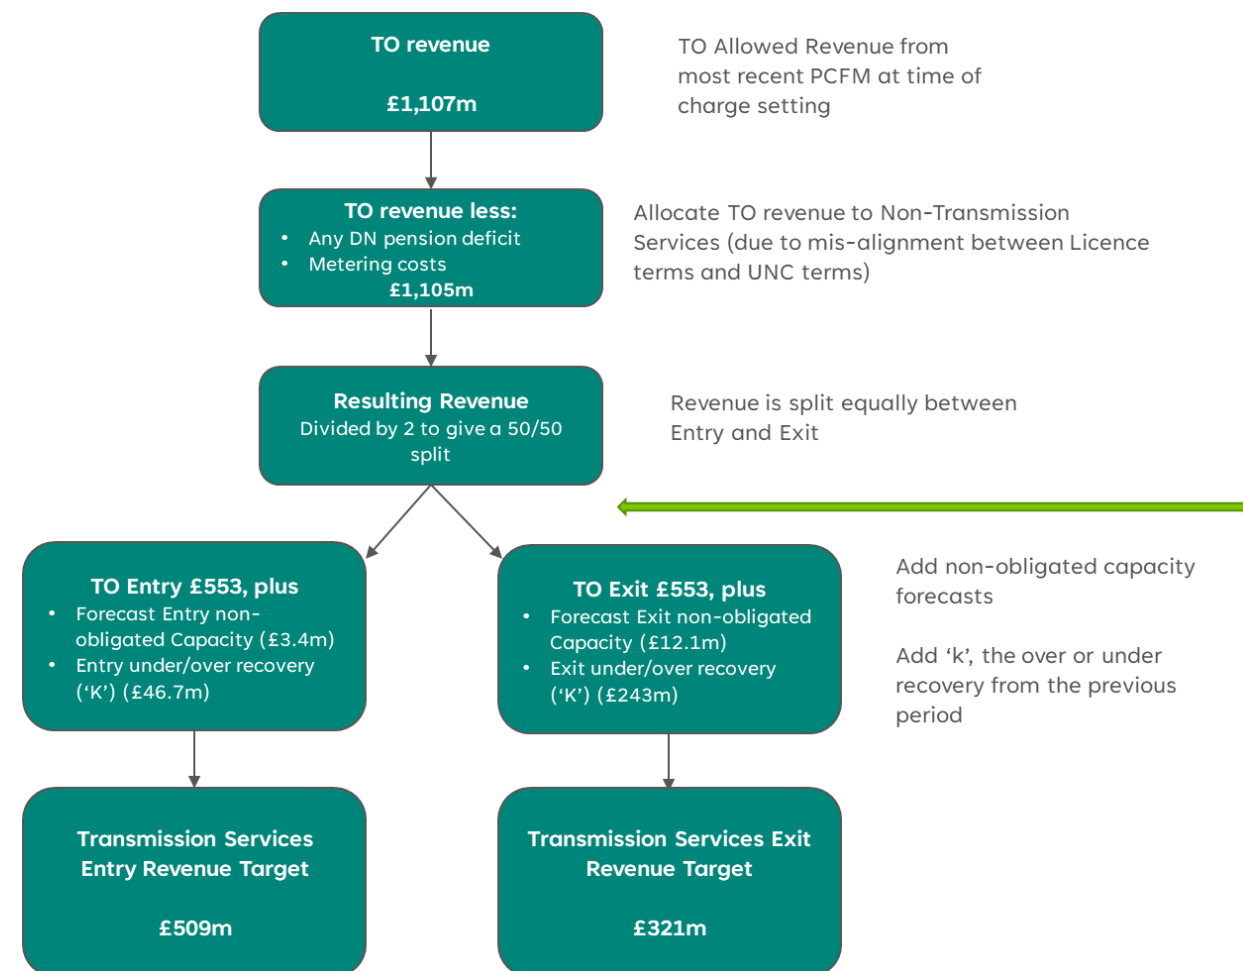 TO revenue
£1,107m
TO Allowed Revenue from
most recent PCFM at time of
charge setting
TO revenue less:
• Any DN pension deficit
• Metering costs
£1,105m
Allocate TO revenue to Non-Transmission
Services (due to mis-alignment between Licence
terms and UNC terms)
Resulting Revenue
Divided by 2 to give a 50/50
split
Revenue is split equally between
Entry and Exit
TO Entry £553, plus
• Forecast Entry non-
obligated Capacity (£3.4m)
• Entry under/over recovery
(‘K’) (£46.7m)
TO Exit £553, plus
• Forecast Exit non-obligated
Capacity (£12.1m)
• Exit under/over recovery
(‘K’) (£243m)
Add non-obligated capacity
forecasts
Add ‘k’, the over or under
recovery from the previous
period
Transmission Services
Entry Revenue Target
£509m
Transmission Services Exit
Revenue Target
£321m